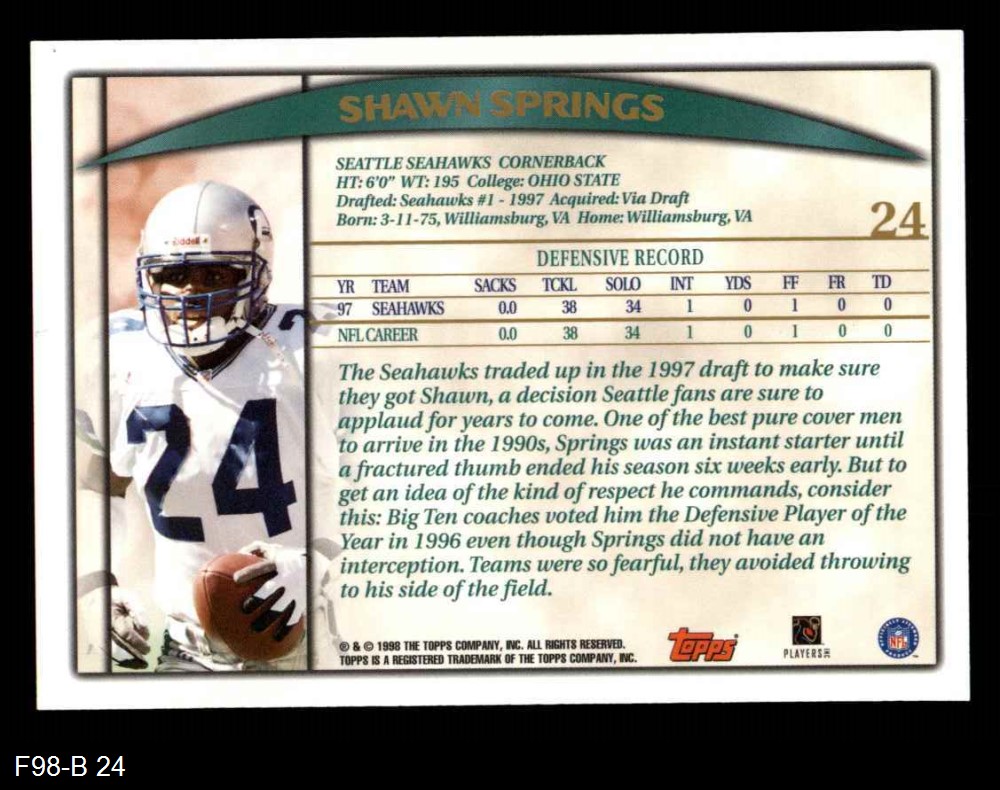 SHAWN SPRINGS
SEATTLE SEAHAWKS CORNERBACK
HT: 6'0" WT: 195 College: OHIO STATE
Drafted: Seahawks #1 - 1997 Acquired: Via Draft
Born: 3-11-75, Williamsburg, VA Home: Williamsburg, VA
24
DEFENSIVE RECORD
YR TEAM SACKS TCKL SOLO INT YDS FF FR TD
97 SEAHAWKS 0.0 38 34 1 0 1 0 0
NFL CAREER 0.0 38 34 1 0 1 0 0
The Seahawks traded up in the 1997 draft to make sure
they got Shawn, a decision Seattle fans are sure to
applaud for years to come. One of the best pure cover men
to arrive in the 1990s, Springs was an instant starter until
a fractured thumb ended his season six weeks early. But to
get an idea of the kind of respect he commands, consider
this: Big Ten coaches voted him the Defensive Player of the
Year in 1996 even though Springs did not have an
interception. Teams were so fearful, they avoided throwing
to his side of the field.
Riddell
24
® & © 1998 THE TOPPS COMPANY, INC. ALL RIGHTS RESERVED.
TOPPS IS A REGISTERED TRADEMARK OF THE TOPPS COMPANY, INC.
Topps
PLAYERS
NFL
F98-B 24